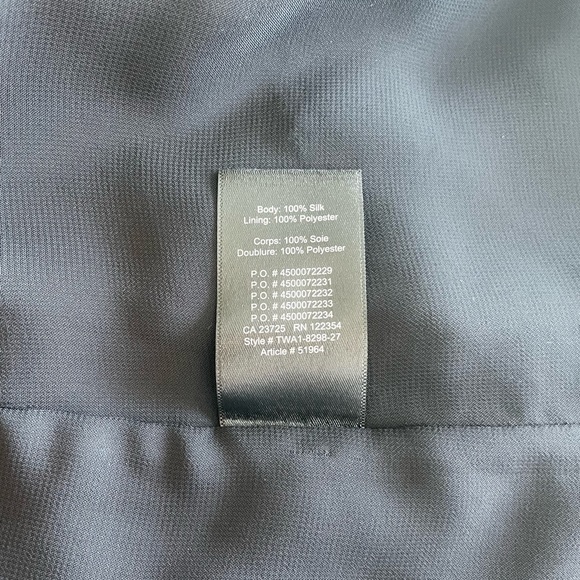 Body: 100% Silk
Lining: 100% Polyester
Corps: 100% Soie
Doublure: 100% Polyester
P.O. # 4500072229
P.O. # 4500072231
P.O. # 4500072232
P.O. # 4500072233
P.O. # 4500072234
CA 23725 RN 122354
Style # TWA1-8298-27
Article # 51964